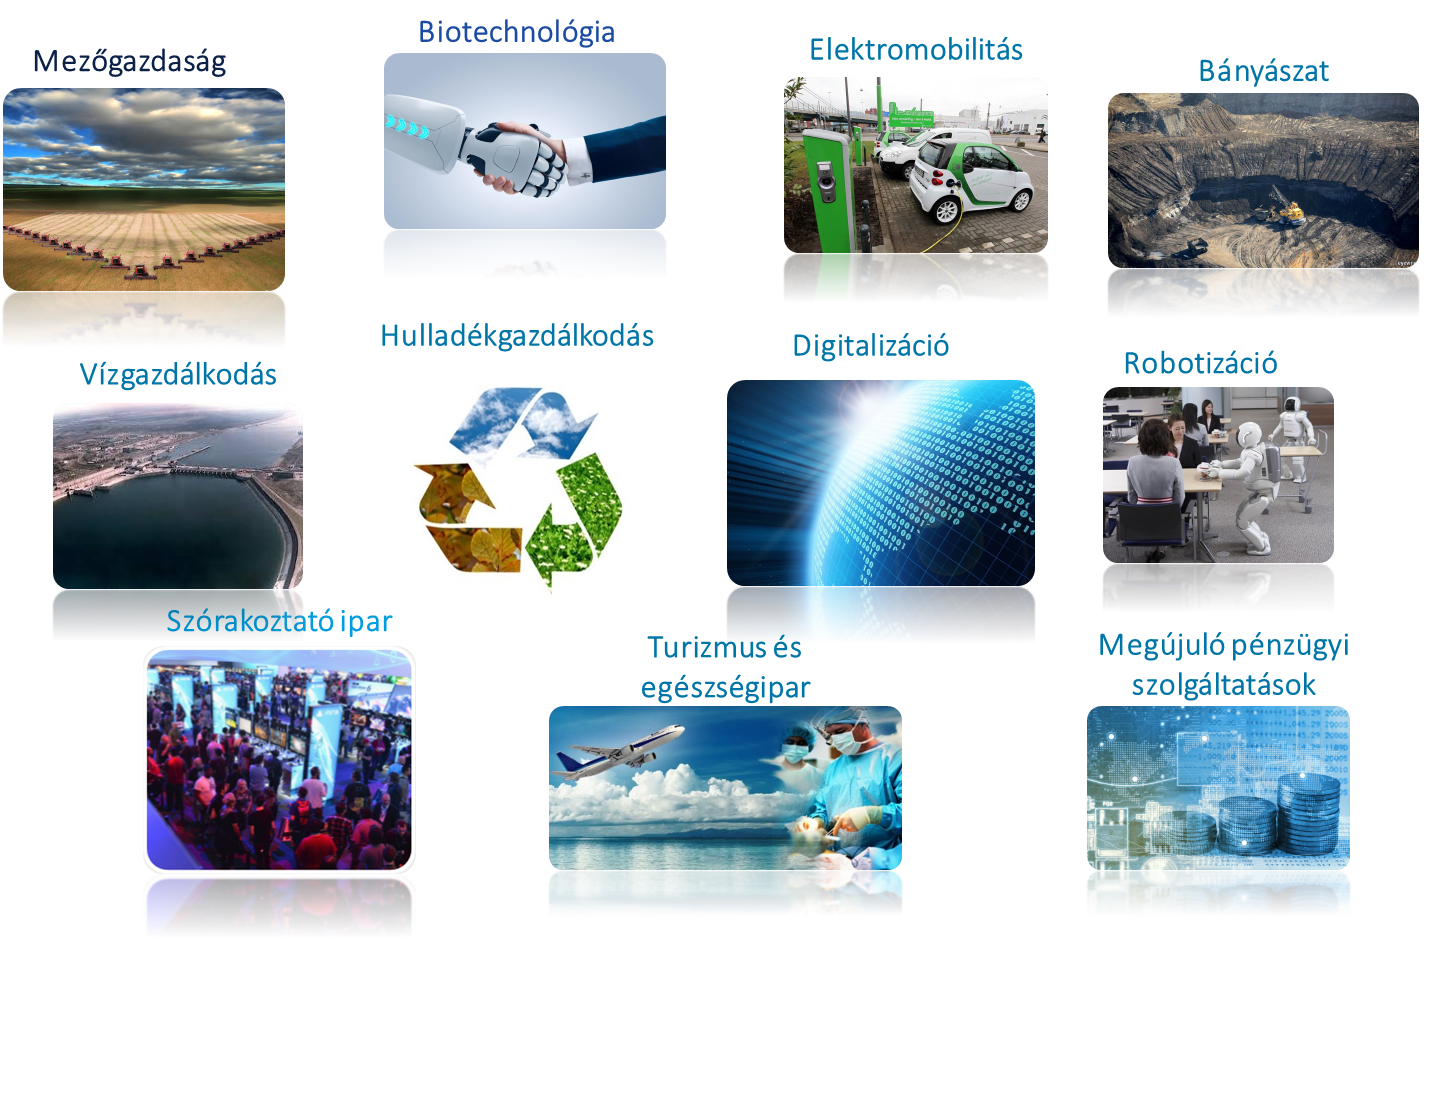 Mezőgazdaság
Biotechnológia
Elektromobilitás
Bányászat
Vízgazdálkodás
Hulladékgazdálkodás
Digitalizáció
Robotizáció
Szórakoztató ipar
Turizmus és
egészségipar
Megújuló pénzügyi
szolgáltatások